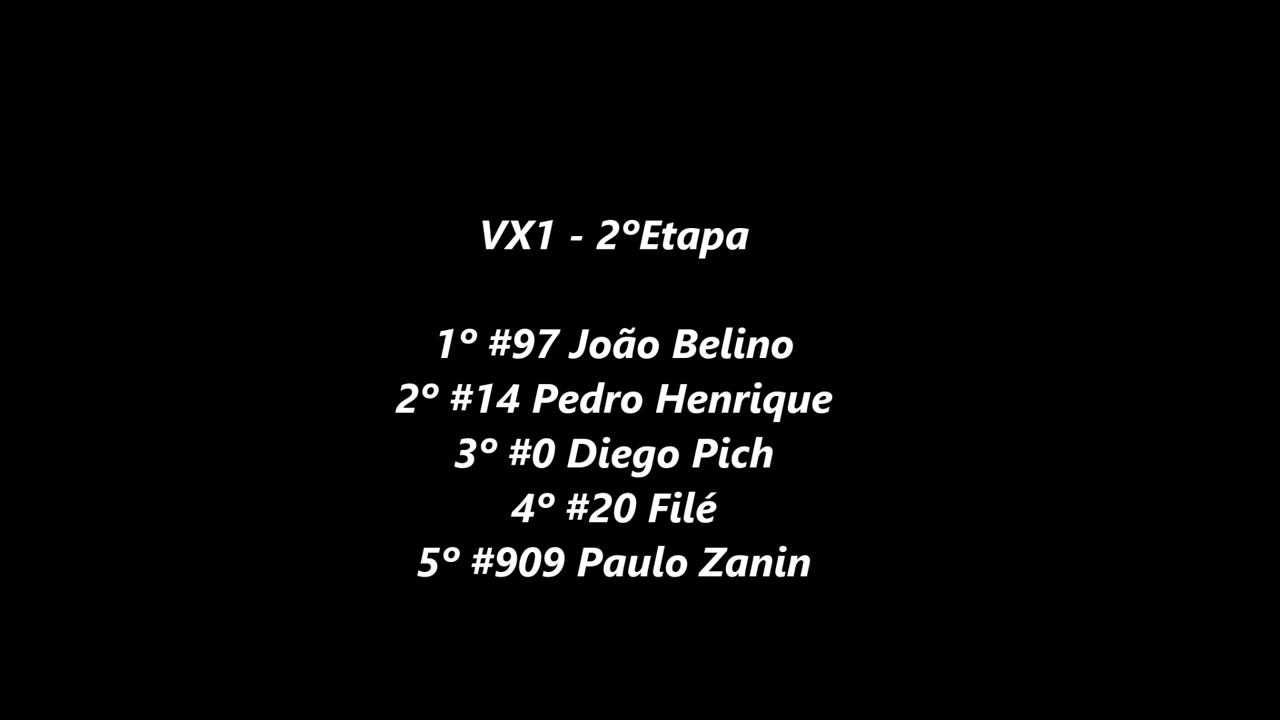 VX1 - 2ºEtapa
1º #97 João Belino
2º #14 Pedro Henrique
3º #0 Diego Pich
4º #20 Filé
5º #909 Paulo Zanin